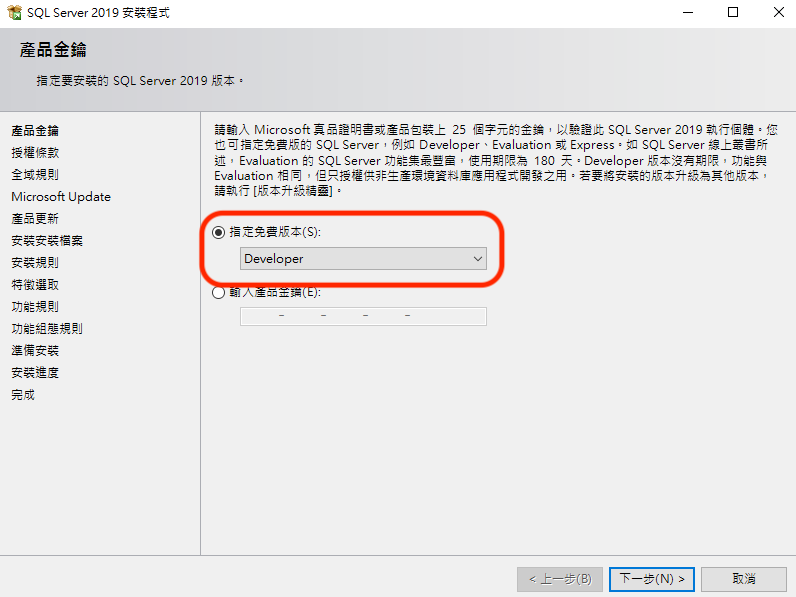 SQL Server 2019 安裝程式
產品金鑰
指定要安裝的 SQL Server 2019 版本。
產品金鑰
授權條款
全域規則
Microsoft Update
產品更新
安裝安裝檔案
安裝規則
特徵選取
功能規則
功能組態規則
準備安裝
安裝進度
完成
請輸入 Microsoft 真品證明書或產品包裝上 25 個字元的金鑰，以驗證此 SQL Server 2019 執行個體。您
也可指定免費版的 SQL Server，例如 Developer、Evaluation 或 Express。如 SQL Server 線上叢書所
述，Evaluation 的 SQL Server 功能集最豐富，使用期限為 180 天。Developer 版本沒有期限，功能與
Evaluation 相同，但只授權供非生產環境資料庫應用程式開發之用。若要將安裝的版本升級為其他版本，
請執行 [版本升級精靈]。
指定免費版本(S):
Developer
輸入產品金鑰(E):
- - - -
< 上一步(B)
下一步(N) >
取消